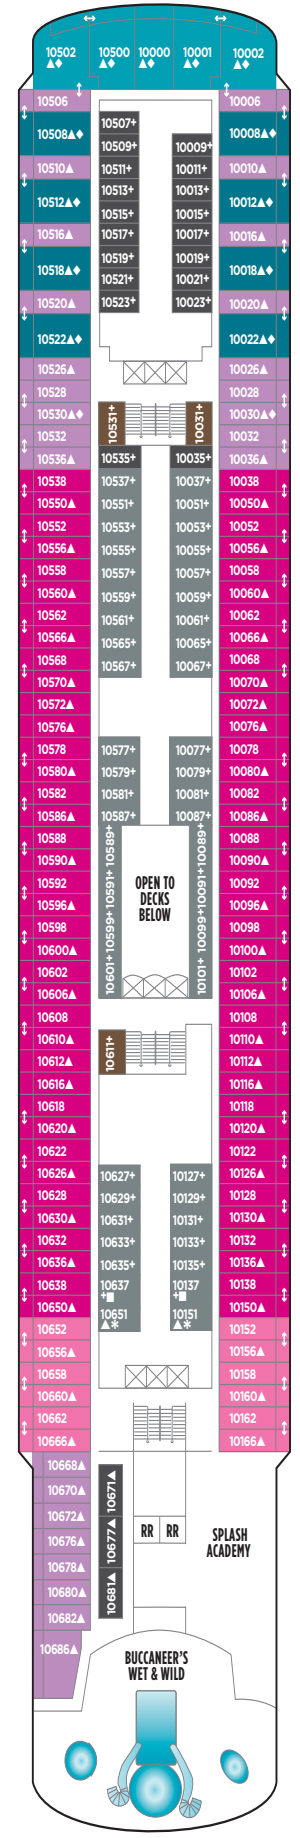 10502▲♦ 10500▲♦ 10000▲♦ 10001▲♦ 10002▲♦
10506 10006
10507+
10508▲♦ 10008▲♦
10509+ 10009+
10510▲ 10511+ 10011+ 10010▲
10513+ 10013+
10512▲♦ 10012▲♦
10515+ 10015+
10516▲ 10517+ 10017+ 10016▲
10519+ 10019+
10518▲♦ 10018▲♦
10521+ 10021+
10520▲ 10523+ 10023+ 10020▲
10522▲♦ 10022▲♦
10526▲ 10026▲
10528 10028
10530▲♦ 10531+ 10031+ 10030▲♦
10532 10032
10536▲ 10535+ 10035+ 10036▲
10538 10537+ 10037+ 10038
10550▲ 10551+ 10051+ 10050▲
10552 10553+ 10053+ 10052
10556▲ 10555+ 10055+ 10056▲
10558 10557+ 10057+ 10058
10560▲ 10559+ 10059+ 10060▲
10562 10561+ 10061+ 10062
10566▲ 10565+ 10065+ 10066▲
10568 10567+ 10067+ 10068
10570▲ 10070▲
10572▲ 10072▲
10576▲ 10076▲
10578 10577+ 10077+ 10078
10580▲ 10579+ 10079+ 10080▲
10582 10581+ 10081+ 10082
10586▲ 10587+ 10087+ 10086▲
10588 10589+ 10089+ 10088
10590▲ 10591+ 10091+ 10090▲
10592 OPEN TO 10092
DECKS
10596▲ 10599+ BELOW 10099+ 10096▲
10598 10098
10600▲ 10601+ 10101+ 10100▲
10602 10102
10606▲ 10106▲
10608 10108
10610▲ 10611+ 10110▲
10612▲ 10112▲
10616▲ 10116▲
10618 10118
10620▲ 10120▲
10622 10122
10626▲ 10627+ 10127+ 10126▲
10628 10629+ 10129+ 10128
10630▲ 10631+ 10131+ 10130▲
10632 10633+ 10133+ 10132
10636▲ 10635+ 10135+ 10136▲
10638 10637+■ 10137+■ 10138
10650▲ 10651▲* 10151▲* 10150▲
10652 10152
10656▲ 10156▲
10658 10158
10660▲ 10160▲
10662 10162
10666▲ 10166▲
10668▲
10670▲ 10671▲
10672▲
10676▲ 10677▲ RR RR SPLASH
ACADEMY
10678▲
10680▲ 10681▲
10682▲
10686▲
BUCCANEER'S
WET & WILD